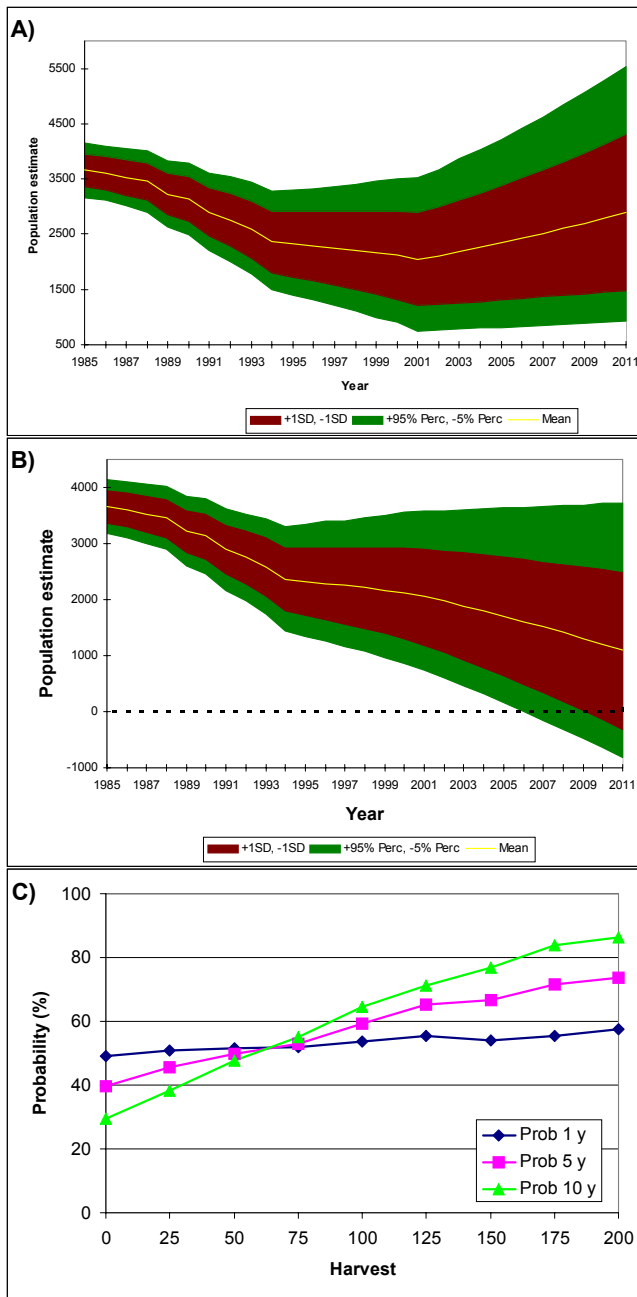 A)
5500
4500
3500
2500
1500
500
Population estimate
1985 1987 1989 1991 1993 1995 1997 1999 2001 2003 2005 2007 2009 2011
Year
+1SD, -1SD +95% Perc, -5% Perc Mean
B)
4000
3000
2000
1000
0
-1000
Population estimate
1985 1987 1989 1991 1993 1995 1997 1999 2001 2003 2005 2007 2009 2011
Year
+1SD, -1SD +95% Perc, -5% Perc Mean
C)
100
80
60
40
20
0
Probability (%)
Prob 1 y
Prob 5 y
Prob 10 y
0 25 50 75 100 125 150 175 200
Harvest